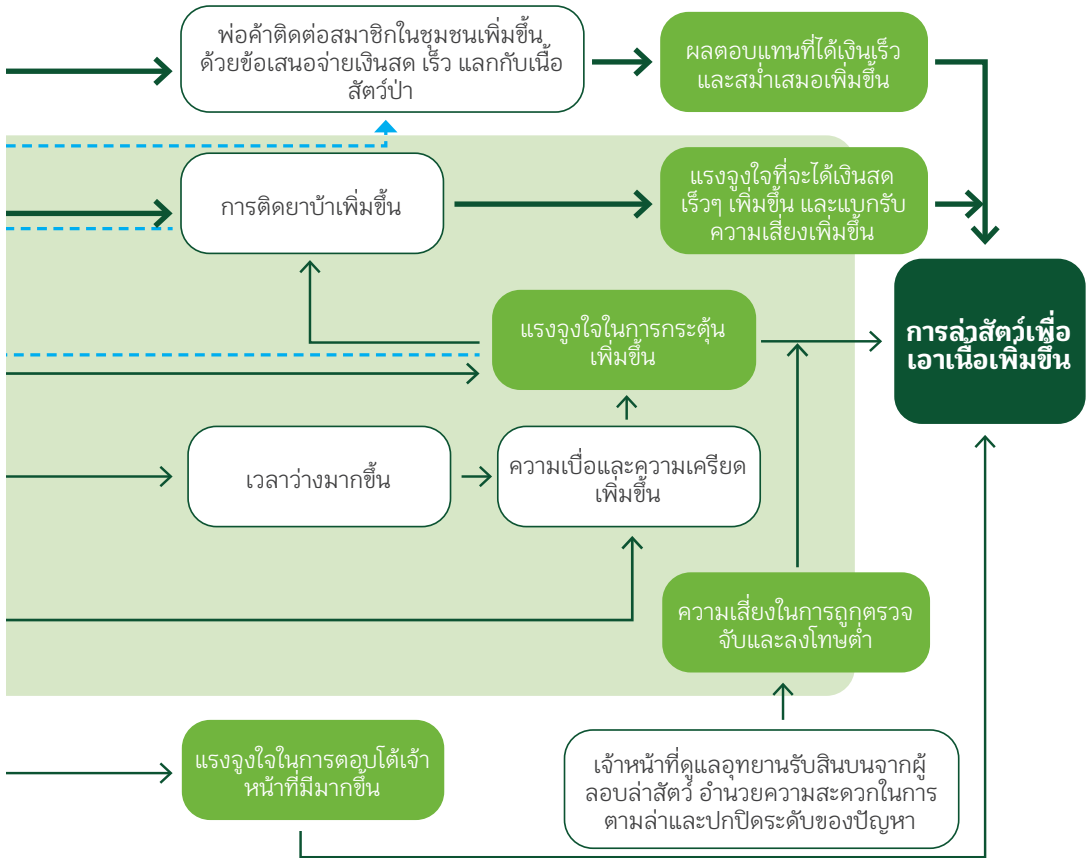 พ่อค้าติดต่อสมาชิกในชุมชนเพิ่มขึ้น
ด้วยข้อเสนอจ่ายเงินสด เร็ว แลกกับเนื้อ
สัตว์ป่า
ผลตอบแทนที่ได้เงินเร็ว
และสม่ำเสมอเพิ่มขึ้น
การติดยาบ้าเพิ่มขึ้น
แรงจูงใจที่จะได้เงินสด
เร็วๆ เพิ่มขึ้น และแบกรับ
ความเสี่ยงเพิ่มขึ้น
แรงจูงใจในการกระตุ้น
เพิ่มขึ้น
การล่าสัตว์เพื่อ
เอาเนื้อเพิ่มขึ้น
เวลาว่างมากขึ้น
ความเบื่อและความเครียด
เพิ่มขึ้น
ความเสี่ยงในการถูกตรวจ
จับและลงโทษต่ำ
แรงจูงใจในการตอบโต้เจ้า
หน้าที่มีมากขึ้น
เจ้าหน้าที่ดูแลอุทยานรับสินบนจากผู้
ลอบล่าสัตว์ อำนวยความสะดวกในการ
ตามล่าและปกปิดระดับของปัญหา